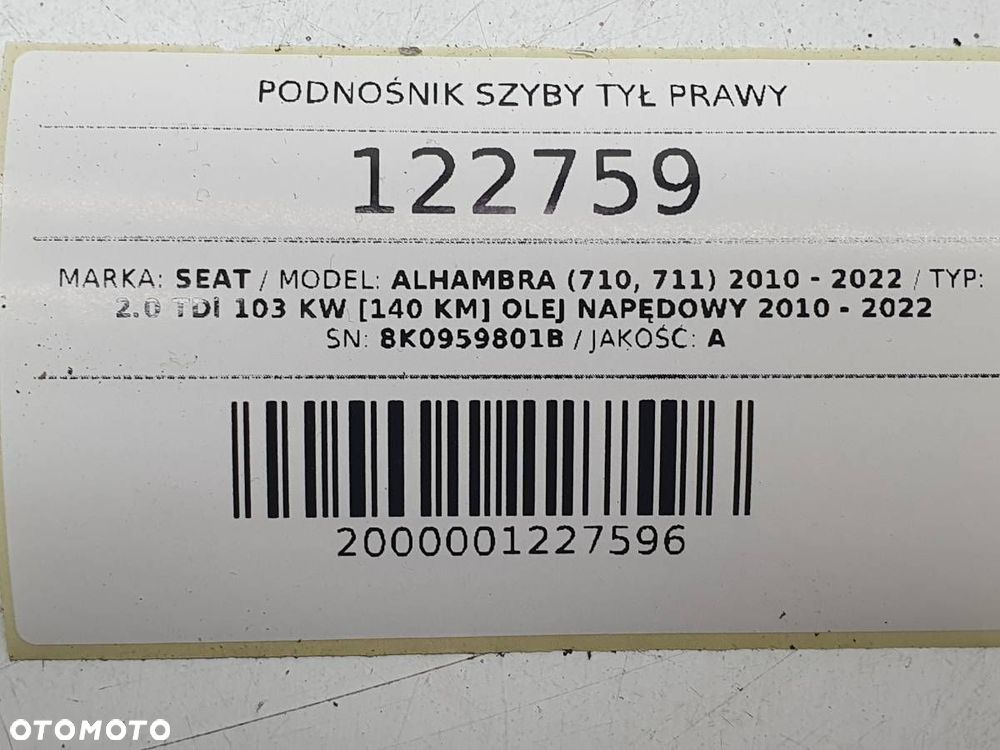 PODNOŚNIK SZYBY TYŁ PRAWY
122759
MARKA: SEAT / MODEL: ALHAMBRA (710, 711) 2010 - 2022 / TYP:
2.0 TDI 103 KW [140 KM] OLEJ NAPĘDOWY 2010 - 2022
SN: 8K0959801B / JAKOŚĆ: A
2000001227596
OTOMOTO